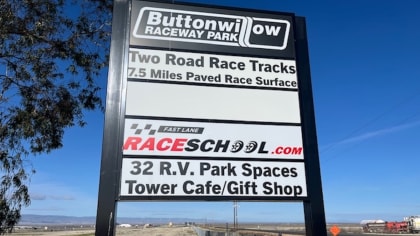 Buttonwillow
RACEWAY PARK
Two Road Race Tracks
7.5 Miles Paved Race Surface
FAST LANE
RACESCHOOL.COM
32 R.V. Park Spaces
Tower Cafe/Gift Shop